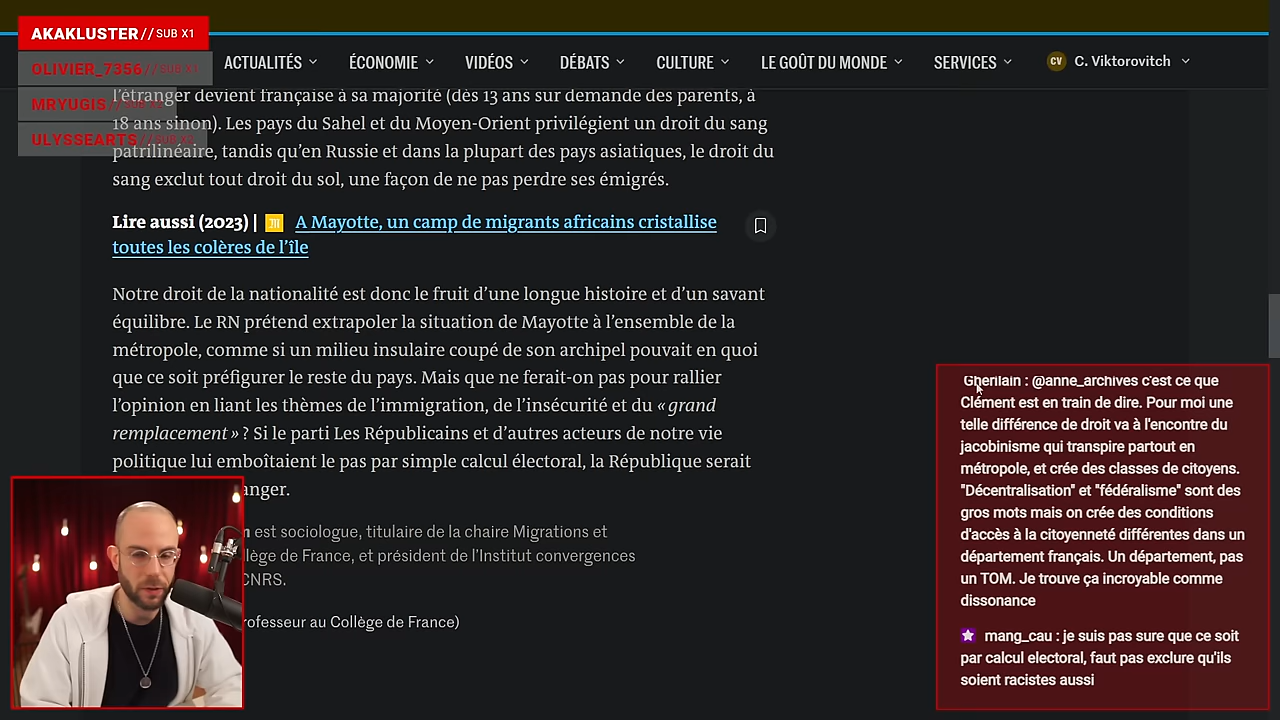 AKAKLUSTER // SUB X1
OLIVIER_7356 // SUB X1
MRYUGIS // SUB X1
ULYSSEARTS // SUB X2
ACTUALITÉS
ÉCONOMIE
VIDÉOS
DÉBATS
CULTURE
LE GOÛT DU MONDE
SERVICES
CV C. Viktorovitch
l'étranger devient française à sa majorité (dès 13 ans sur demande des parents, à
18 ans sinon). Les pays du Sahel et du Moyen-Orient privilégient un droit du sang
patrilinéaire, tandis qu'en Russie et dans la plupart des pays asiatiques, le droit du
sang exclut tout droit du sol, une façon de ne pas perdre ses émigrés.
Lire aussi (2023) | A Mayotte, un camp de migrants africains cristallise
toutes les colères de l'île
Notre droit de la nationalité est donc le fruit d'une longue histoire et d'un savant
équilibre. Le RN prétend extrapoler la situation de Mayotte à l'ensemble de la
métropole, comme si un milieu insulaire coupé de son archipel pouvait en quoi
que ce soit préfigurer le reste du pays. Mais que ne ferait-on pas pour rallier
l'opinion en liant les thèmes de l'immigration, de l'insécurité et du « grand
remplacement » ? Si le parti Les Républicains et d'autres acteurs de notre vie
politique lui emboîtaient le pas par simple calcul électoral, la République serait
anger.
est sociologue, titulaire de la chaire Migrations et
llège de France, et président de l'Institut convergences
CNRS.
rofesseur au Collège de France)
Gherilain : @anne_archives c'est ce que
Clément est en train de dire. Pour moi une
telle différence de droit va à l'encontre du
jacobinisme qui transpire partout en
métropole, et crée des classes de citoyens.
"Décentralisation" et "fédéralisme" sont des
gros mots mais on crée des conditions
d'accès à la citoyenneté différentes dans un
département français. Un département, pas
un TOM. Je trouve ça incroyable comme
dissonance
mang_cau : je suis pas sure que ce soit
par calcul electoral, faut pas exclure qu'ils
soient racistes aussi